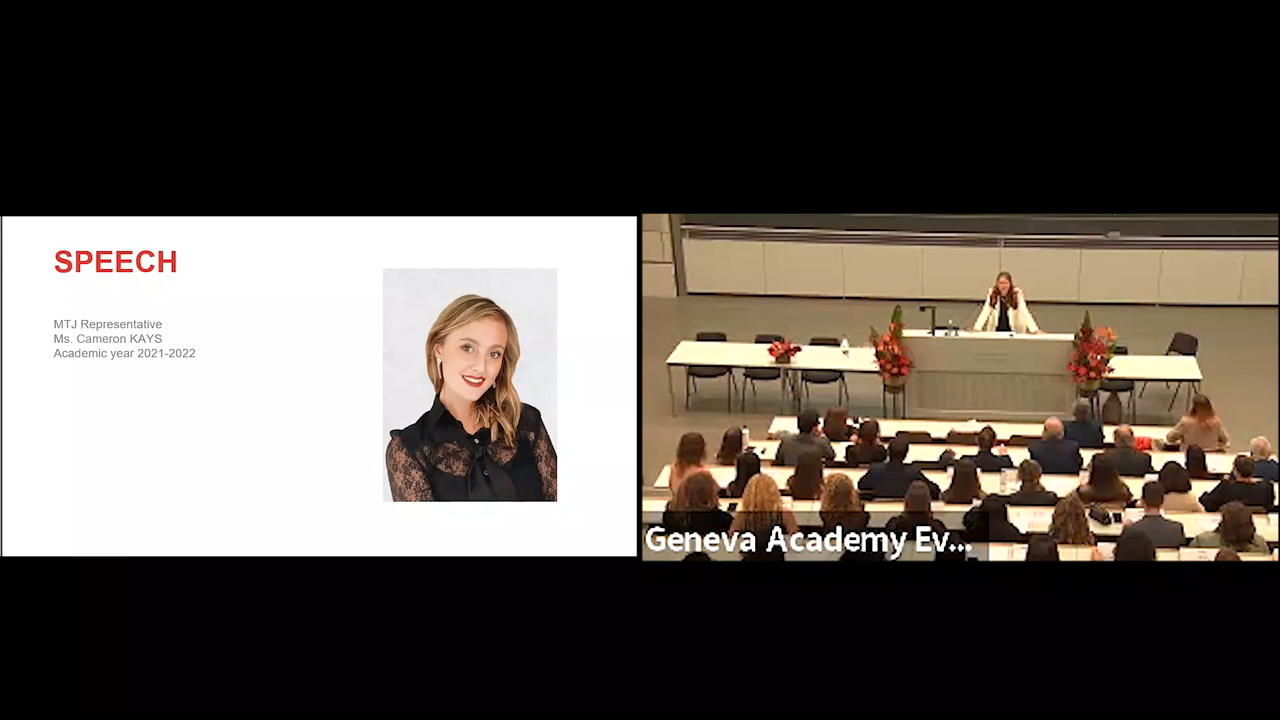 SPEECH
MTJ Representative
Ms. Cameron KAYS
Academic year 2021-2022
Geneva Academy Ev...